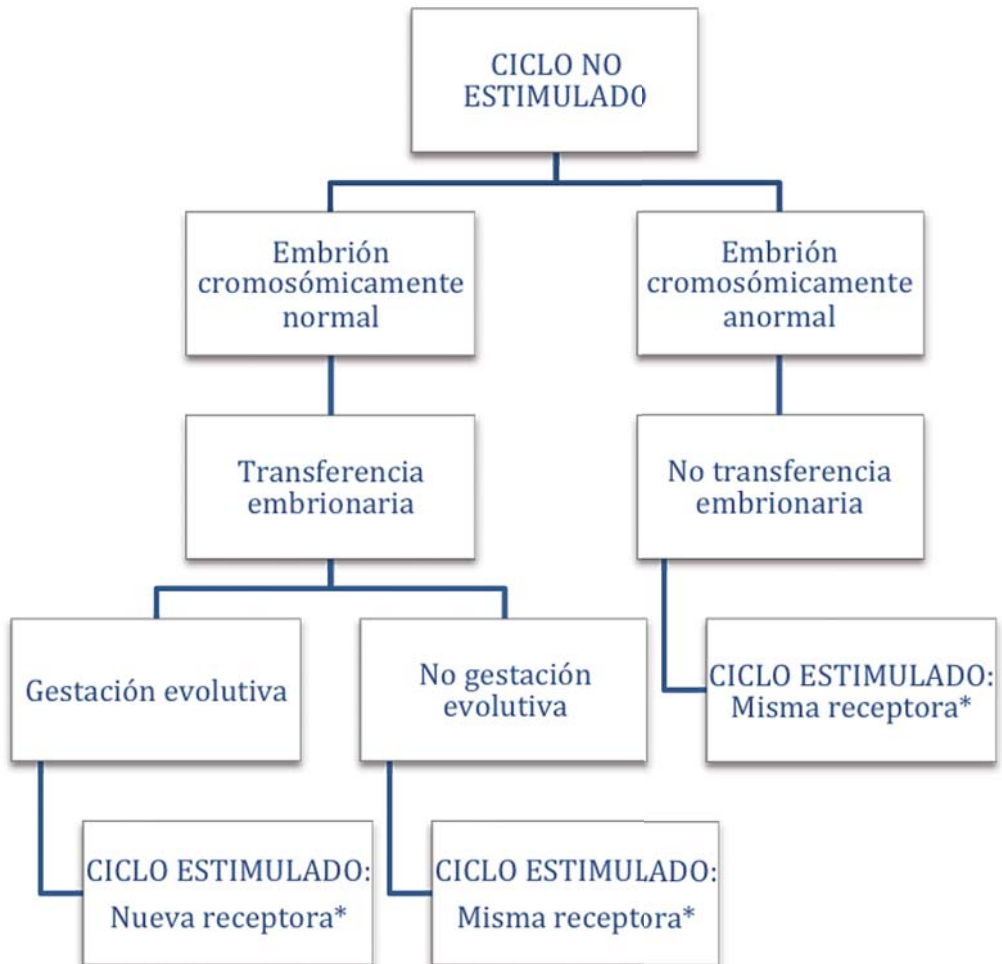 CICLO NO
ESTIMULADO
Embrión
cromosómicamente
normal
Embrión
cromosómicamente
anormal
Transferencia
embrionaria
No transferencia
embrionaria
Gestación evolutiva
No gestación
evolutiva
CICLO ESTIMULADO:
Misma receptora*
CICLO ESTIMULADO:
Nueva receptora*
CICLO ESTIMULADO:
Misma receptora*